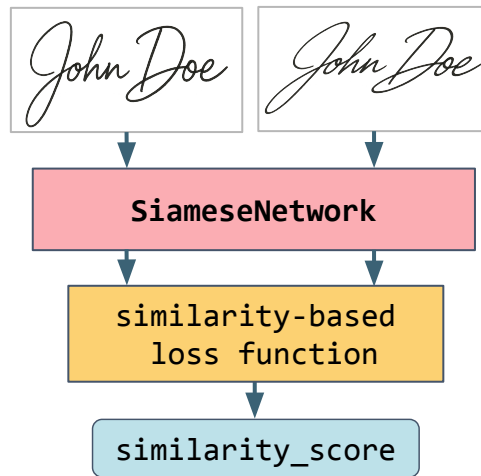 John Doe
John Doe
SiameseNetwork
similarity-based
loss function
similarity_score